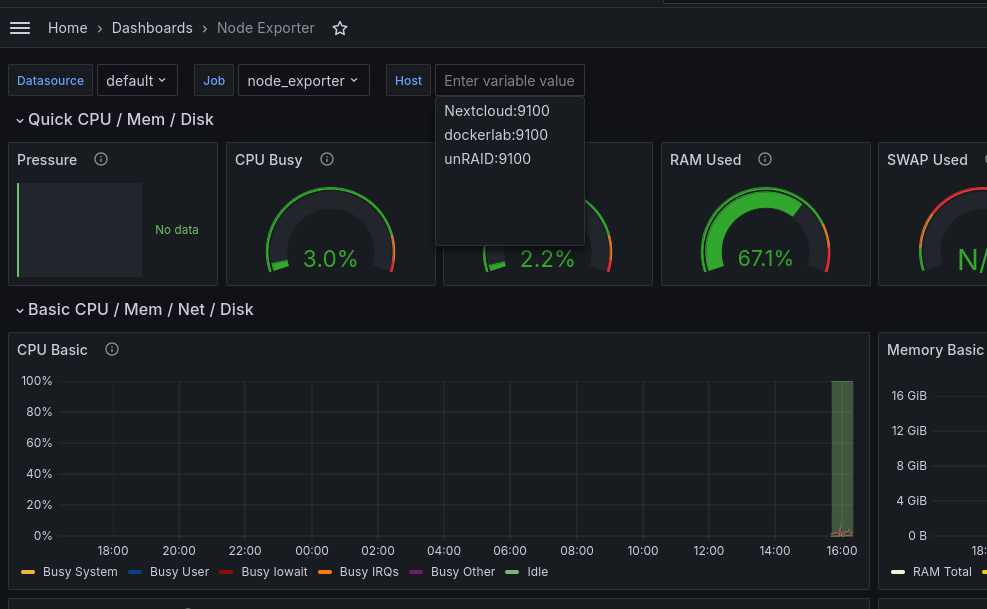 Home › Dashboards › Node Exporter
Datasource default Job node_exporter Host Enter variable value
Nextcloud:9100
dockerlab:9100
unRAID:9100
Quick CPU / Mem / Disk
Pressure CPU Busy RAM Used SWAP Used
No data
3.0% 2.2% 67.1% N/
Basic CPU / Mem / Net / Disk
CPU Basic Memory Basic
100%
80%
60%
40%
20%
0%
18:00 20:00 22:00 00:00 02:00 04:00 06:00 08:00 10:00 12:00 14:00 16:00
Busy System Busy User Busy Iowait Busy IRQs Busy Other Idle
16 GiB
12 GiB
8 GiB
4 GiB
0 B
18:
RAM Total